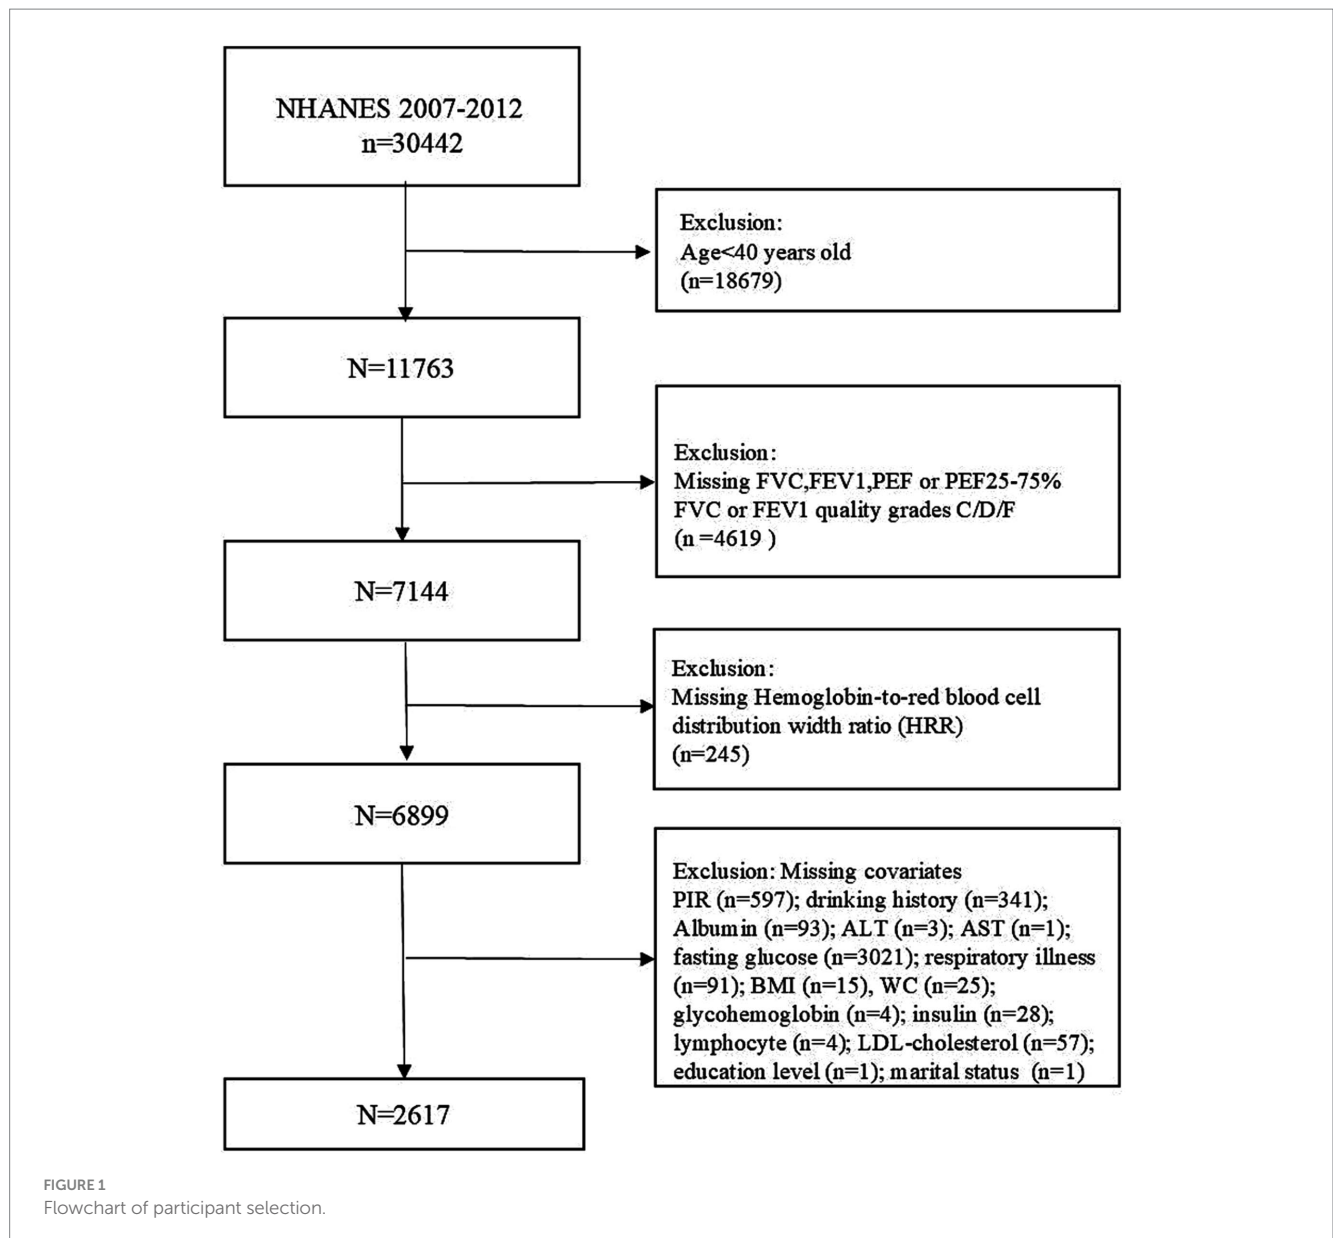 NHANES 2007-2012
n=30442
Exclusion:
Age<40 years old
(n=18679)
N=11763
Exclusion:
Missing FVC,FEV1,PEF or PEF25-75%
FVC or FEV1 quality grades C/D/F
(n =4619 )
N=7144
Exclusion:
Missing Hemoglobin-to-red blood cell
distribution width ratio (HRR)
(n=245)
N=6899
Exclusion: Missing covariates
PIR (n=597); drinking history (n=341);
Albumin (n=93); ALT (n=3); AST (n=1);
fasting glucose (n=3021); respiratory illness
(n=91); BMI (n=15), WC (n=25);
glycohemoglobin (n=4); insulin (n=28);
lymphocyte (n=4); LDL-cholesterol (n=57);
education level (n=1); marital status (n=1)
N=2617
FIGURE 1
Flowchart of participant selection.